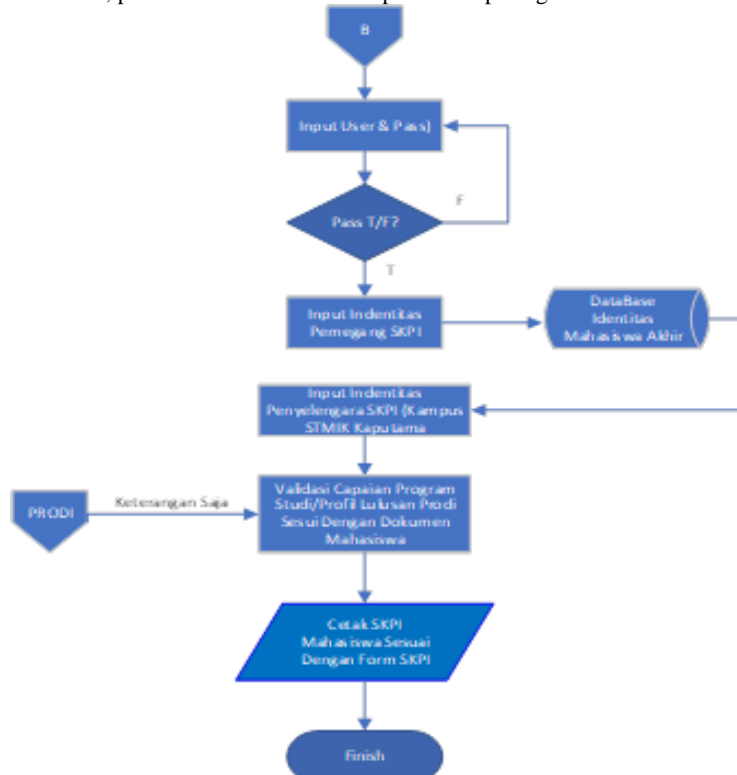 B
Input User & Pass)
F
Pass T/F?
T
Input Indentitas
Pemegang SKPI
DataBase
Identitas
Mahasiswa Akhir
Input Indentitas
Penyelengara SKPI (Kampus
STMIK Kaputama
PRODI
Keterangan Saja
Validasi Capaian Program
Studi/Profil Lulusan Prodi
Sesui Dengan Dokumen
Mahasiswa
Cetak SKPI
Mahasiswa Sesuai
Dengan Form SKPI
Finish